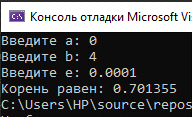 Консоль отладки Microsoft Vi
Введите a: 0
Введите b: 4
Введите e: 0.0001
Корень равен: 0.701355
C:\Users\HP\source\repos